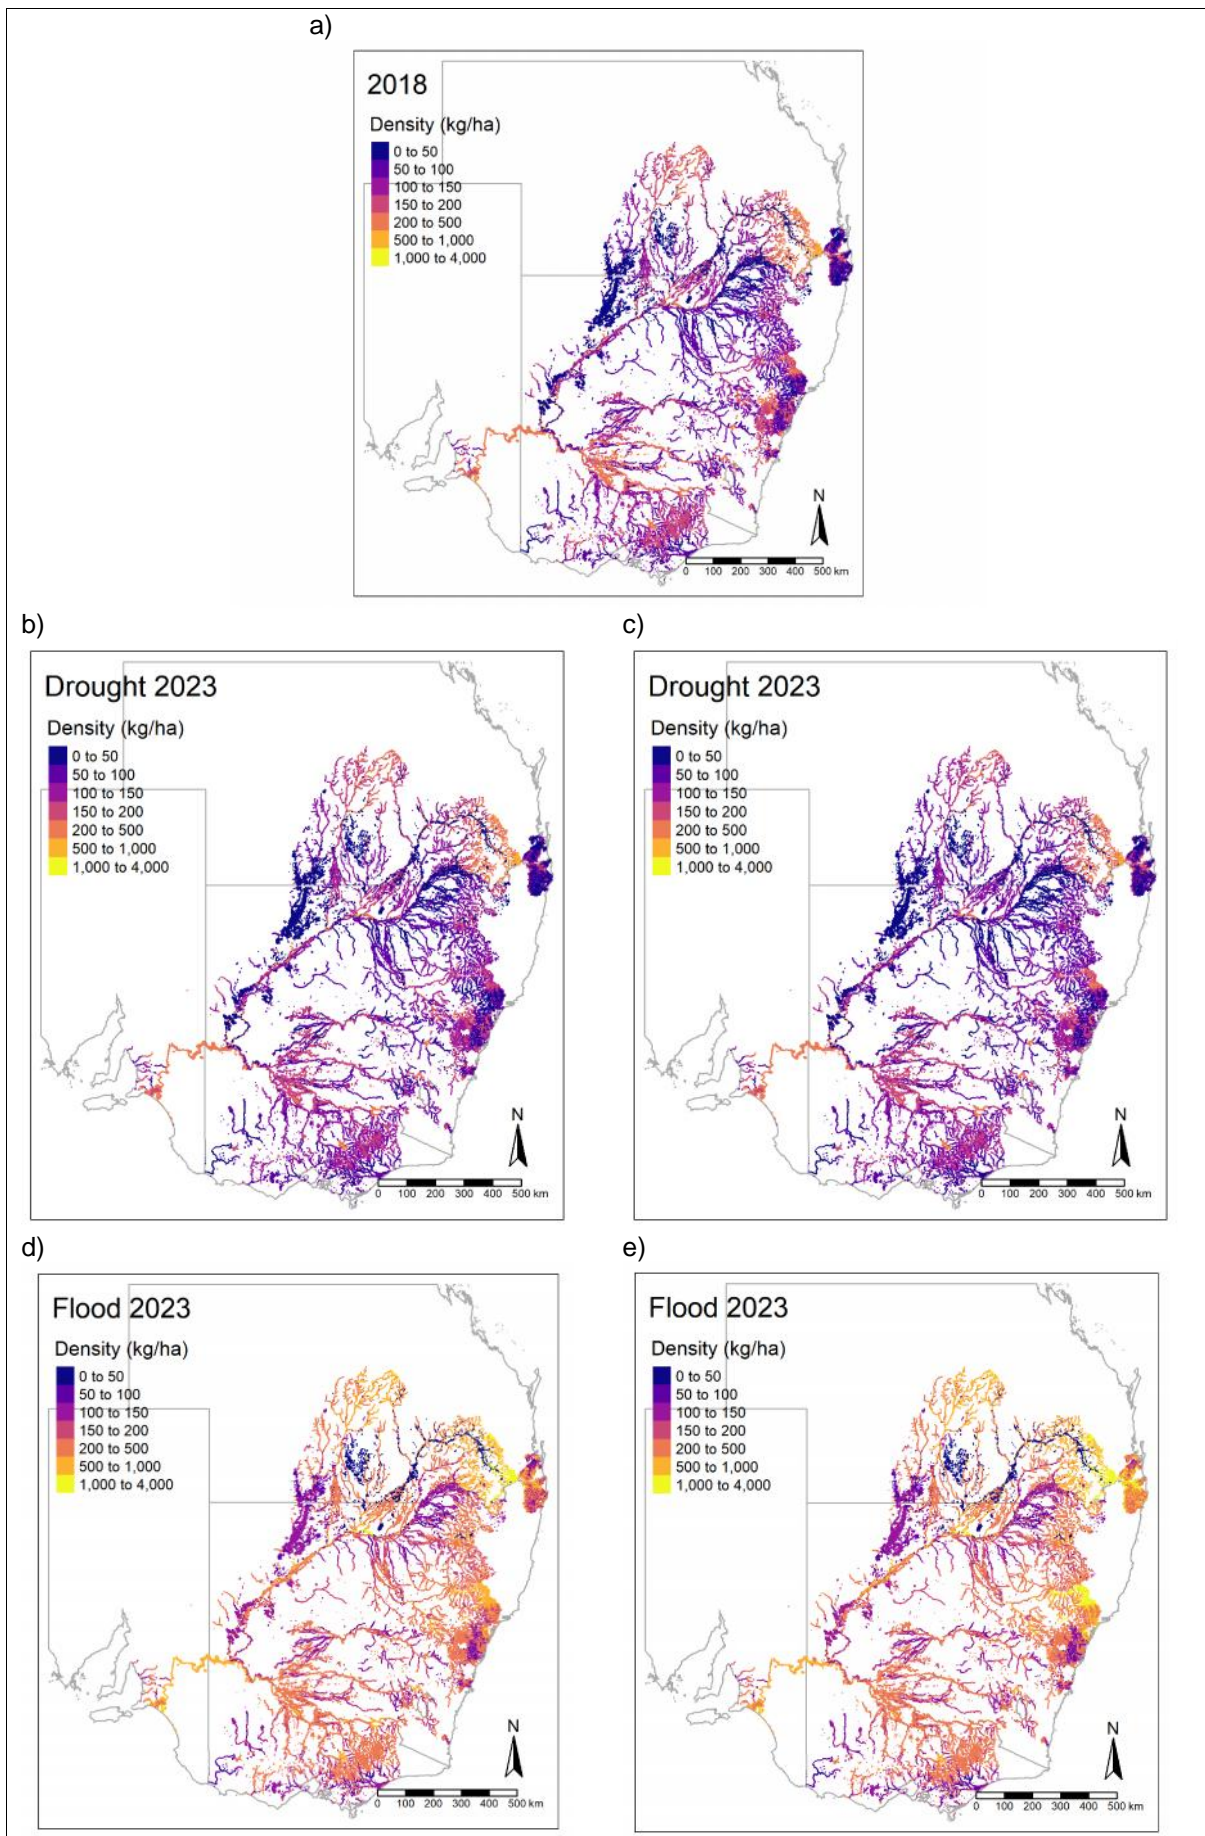 a)
2018
Density (kg/ha)
0 to 50
50 to 100
100 to 150
150 to 200
200 to 500
500 to 1,000
1,000 to 4,000
N
0 100 200 300 400 500 km
b)
Drought 2023
Density (kg/ha)
0 to 50
50 to 100
100 to 150
150 to 200
200 to 500
500 to 1,000
1,000 to 4,000
N
0 100 200 300 400 500 km
c)
Drought 2023
Density (kg/ha)
0 to 50
50 to 100
100 to 150
150 to 200
200 to 500
500 to 1,000
1,000 to 4,000
N
0 100 200 300 400 500 km
d)
Flood 2023
Density (kg/ha)
0 to 50
50 to 100
100 to 150
150 to 200
200 to 500
500 to 1,000
1,000 to 4,000
N
0 100 200 300 400 500 km
e)
Flood 2023
Density (kg/ha)
0 to 50
50 to 100
100 to 150
150 to 200
200 to 500
500 to 1,000
1,000 to 4,000
N
0 100 200 300 400 500 km